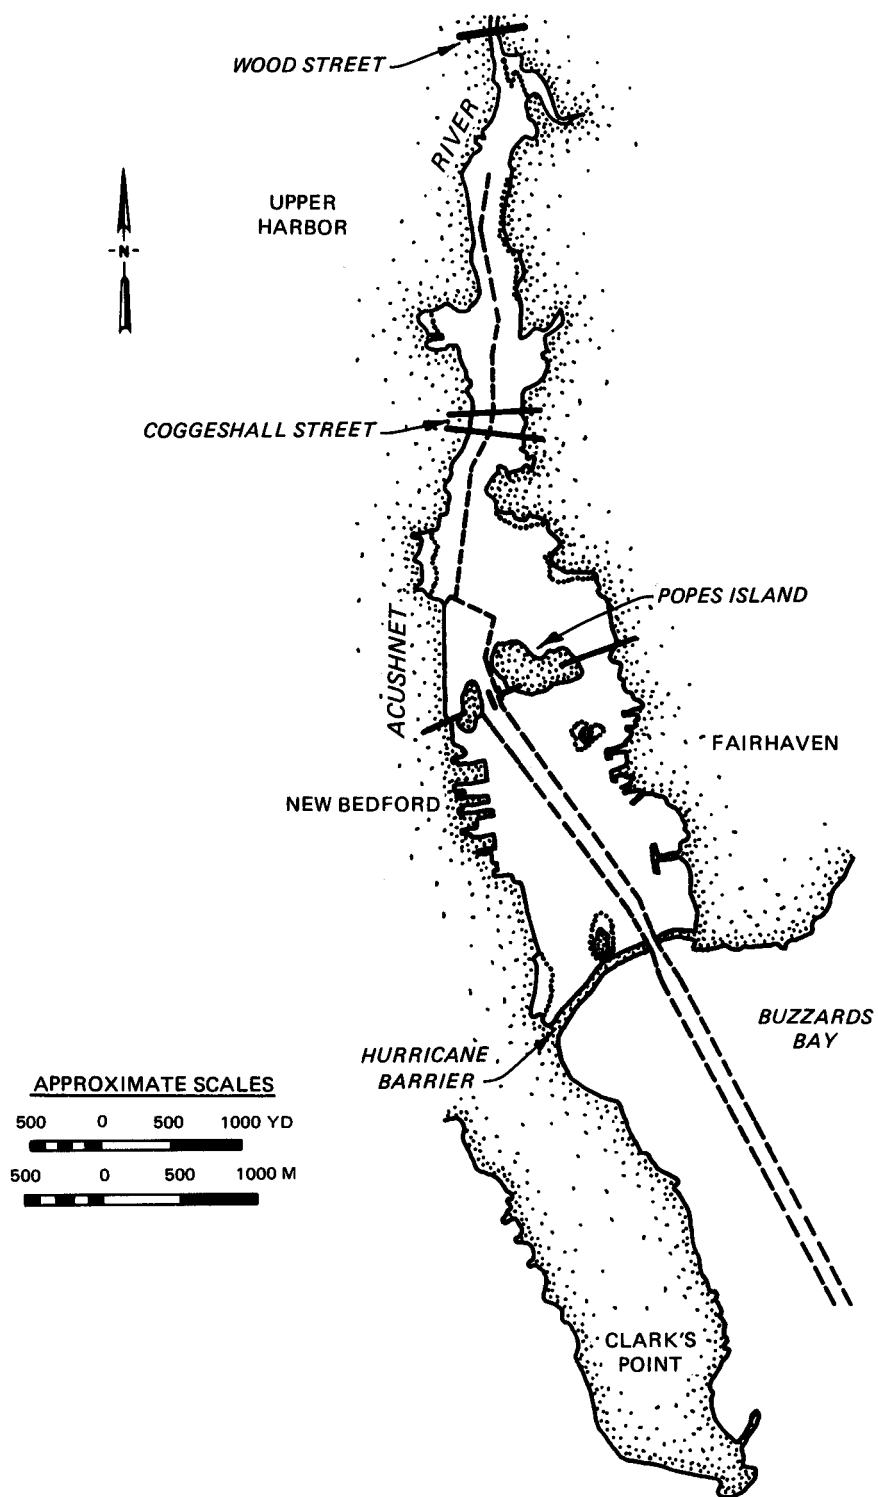 WOOD STREET
RIVER
UPPER
HARBOR
-N-
COGGESHALL STREET
POPES ISLAND
ACUSHNET
FAIRHAVEN
NEW BEDFORD
BUZZARDS
BAY
HURRICANE
BARRIER
APPROXIMATE SCALES
500 0 500 1000 YD
500 0 500 1000 M
CLARK'S
POINT